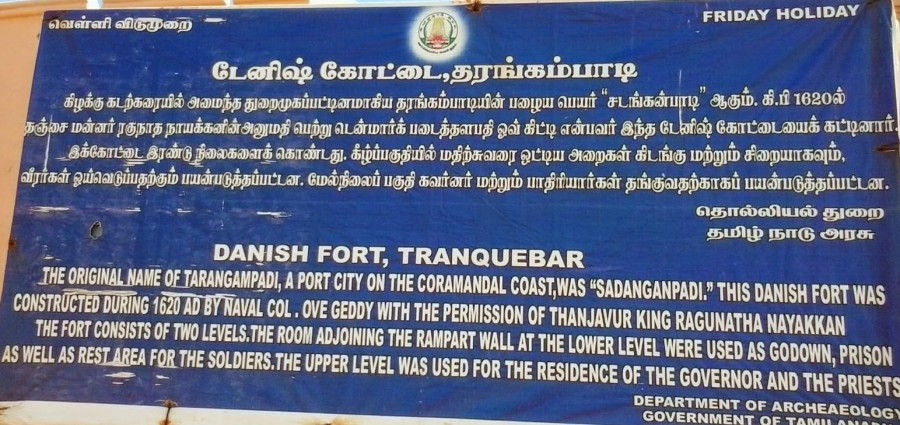 வெள்ளி விடுமுறை
FRIDAY HOLIDAY
டேனிஷ் கோட்டை,தரங்கம்பாடி
கிழக்கு கடற்கரையில் அமைந்த துறைமுகப்பட்டினமாகிய தரங்கம்பாடியின் பழைய பெயர் "சடங்கன்பாடி" ஆகும். கி.பி 1620ல்
தஞ்சை மன்னர் ரகுநாத நாயக்கனின்அனுமதி பெற்று டென்மார்க் படைத்தளபதி ஓவ் கிட்டி என்பவர் இந்த டேனிஷ் கோட்டையைக் கட்டினார்.
இக்கோட்டை இரண்டு நிலைகளைக் கொண்டது. கீழ்பகுதியில் மதிற்சுவரை ஒட்டிய அறைகள் கிடங்கு மற்றும் சிறையாகவும்,
வீரர்கள் ஓய்வெடுப்பதற்கும் பயன்படுத்தப்பட்டன. மேல்நிலைப் பகுதி கவர்னர் மற்றும் பாதிரியார்கள் தங்குவதற்காகப் பயன்படுத்தப்பட்டன.
தொல்லியல் துறை
தமிழ் நாடு அரசு
DANISH FORT, TRANQUEBAR
THE ORIGINAL NAME OF TARANGAMPADI, A PORT CITY ON THE CORAMANDAL COAST,WAS "SADANGANPADI." THIS DANISH FORT WAS
CONSTRUCTED DURING 1620 AD BY NAVAL COL . OVE GEDDY WITH THE PERMISSION OF THANJAVUR KING RAGUNATHA NAYAKKAN
THE FORT CONSISTS OF TWO LEVELS.THE ROOM ADJOINING THE RAMPART WALL AT THE LOWER LEVEL WERE USED AS GODOWN, PRISON
AS WELL AS REST AREA FOR THE SOLDIERS.THE UPPER LEVEL WAS USED FOR THE RESIDENCE OF THE GOVERNOR AND THE PRIESTS
DEPARTMENT OF ARCHEAEOLOGY
GOVERNMENT OF TAMILANADU